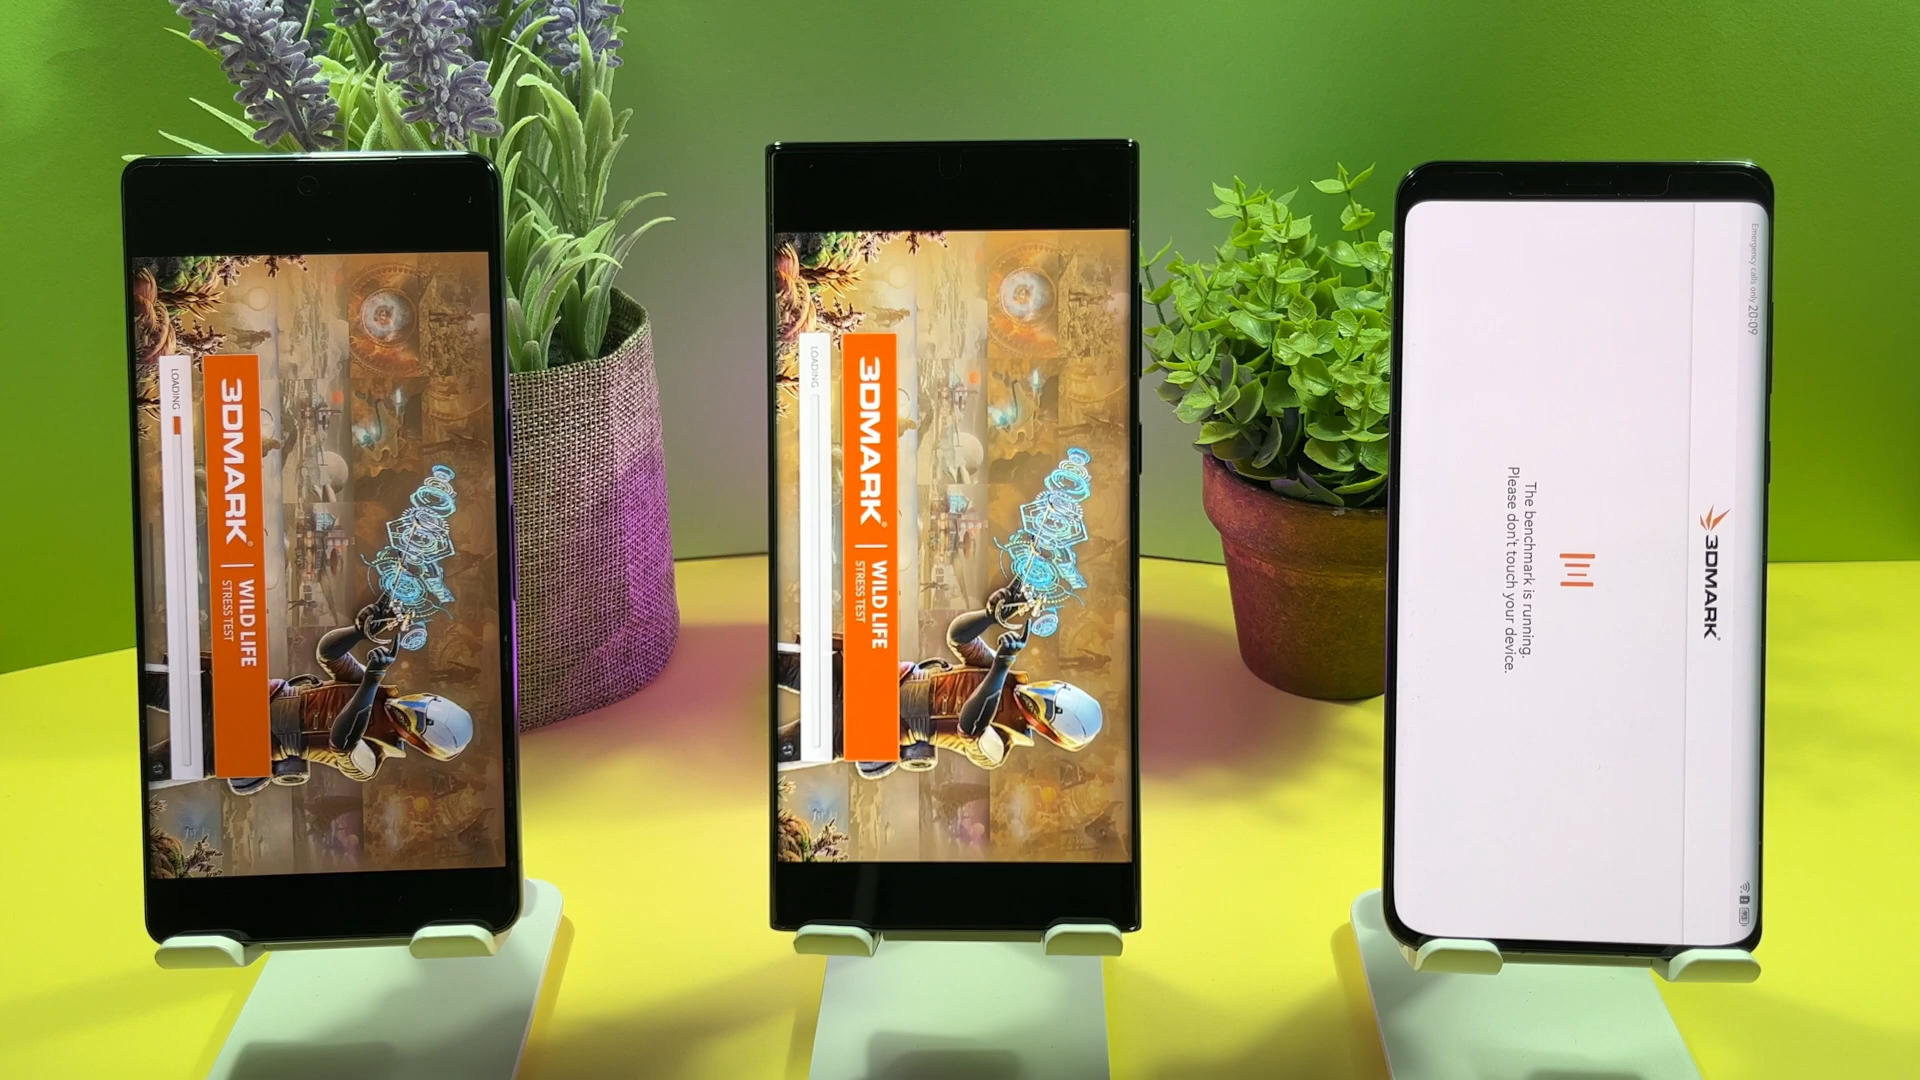 3DMARK® | WILD LIFE
STRESS TEST
LOADING
3DMARK® | WILD LIFE
STRESS TEST
LOADING
Emergency calls only 20:09
3DMARK®
The benchmark is running.
Please don't touch your device.